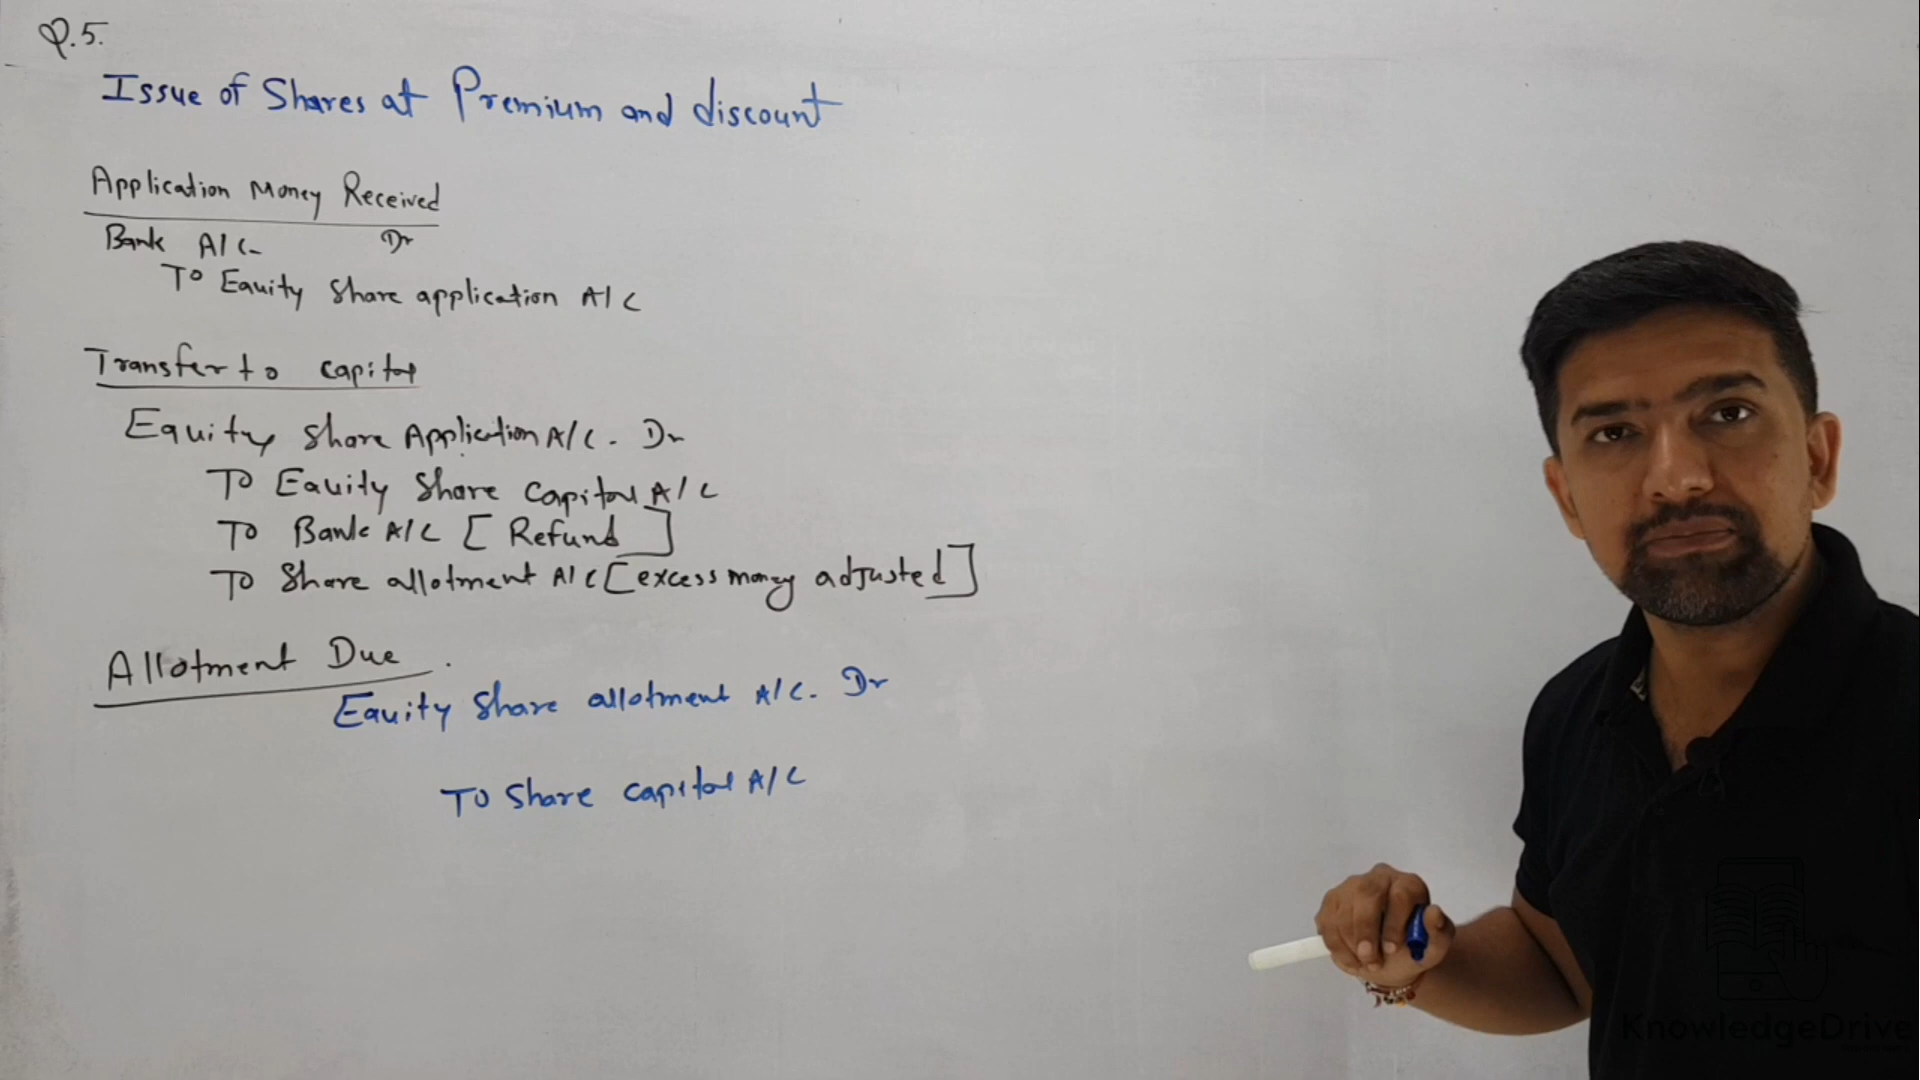 Q.5.
Issue of Shares at Premium and discount
Application Money Received
Bank A/C Dr
To Equity Share application A/C
Transfer to capital
Equity Share Application A/C. Dr
To Equity Share Capital A/C
To Bank A/C [Refund]
To Share allotment A/C [excess money adjusted]
Allotment Due.
Equity Share allotment A/C. Dr
To Share capital A/C
KnowledgeDrive